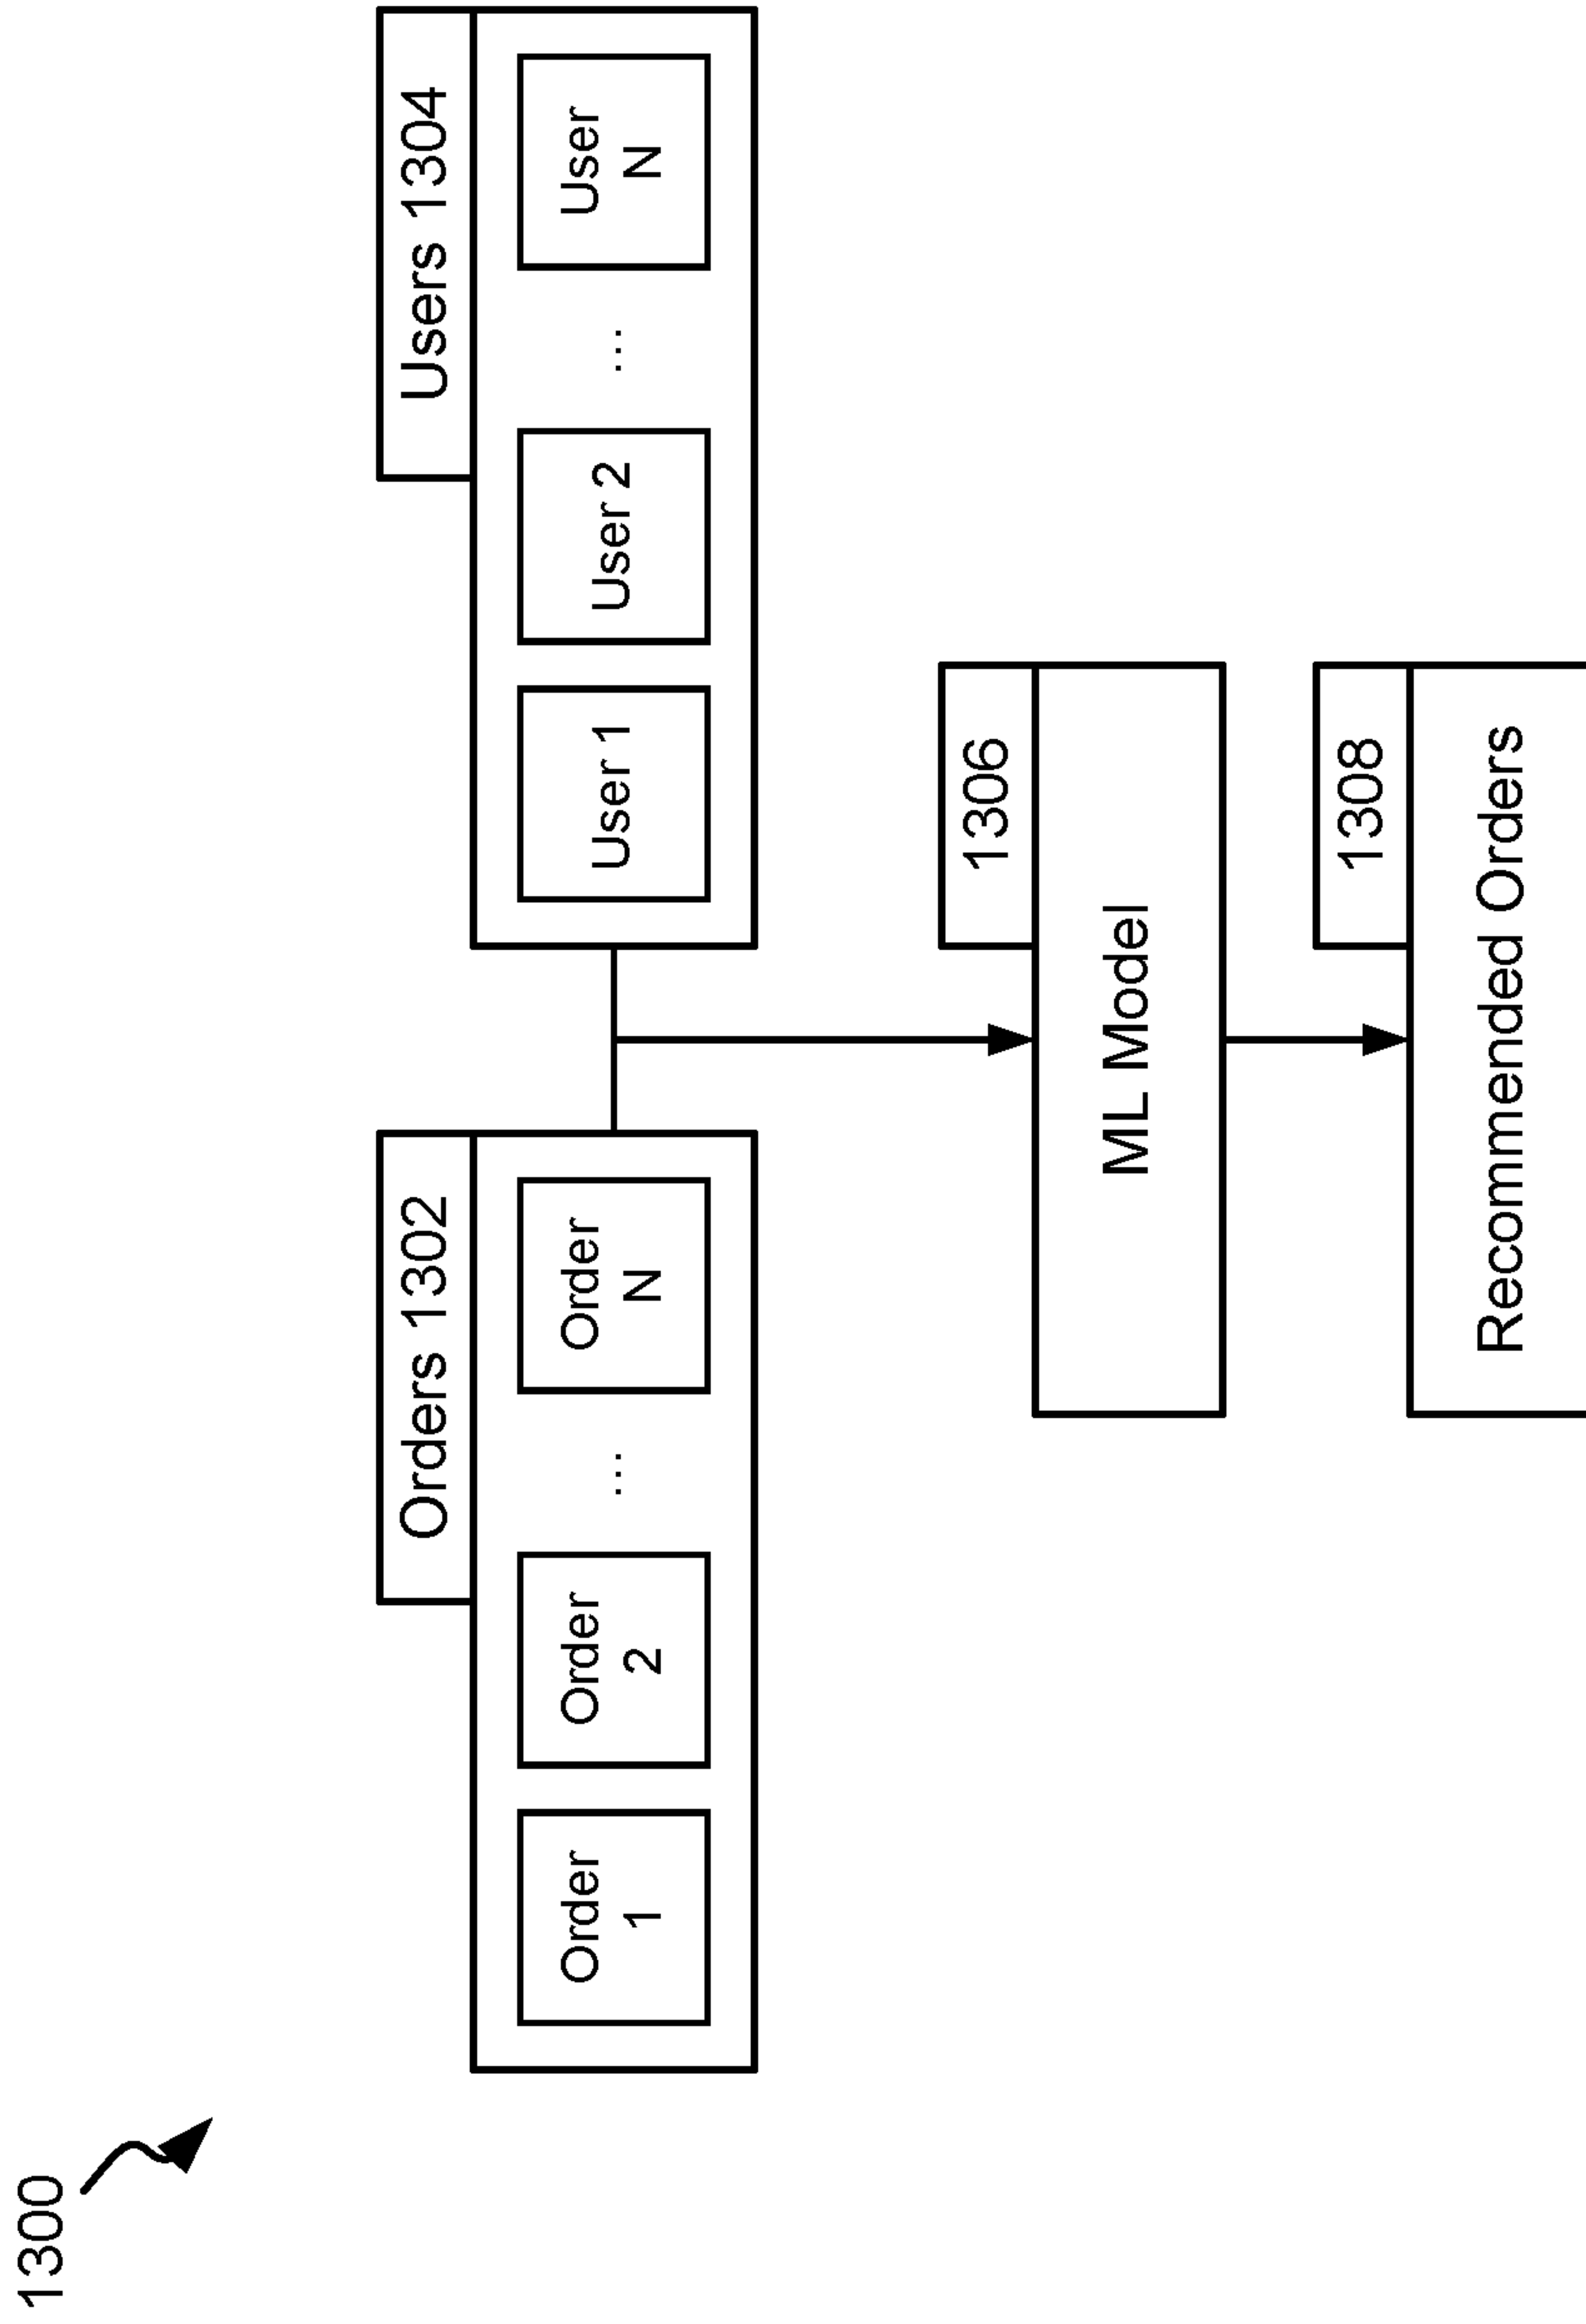 1300
Orders 1302
Order
1
Order
2
...
Order
N
Users 1304
User 1
User 2
...
User
N
1306
ML Model
1308
Recommended Orders